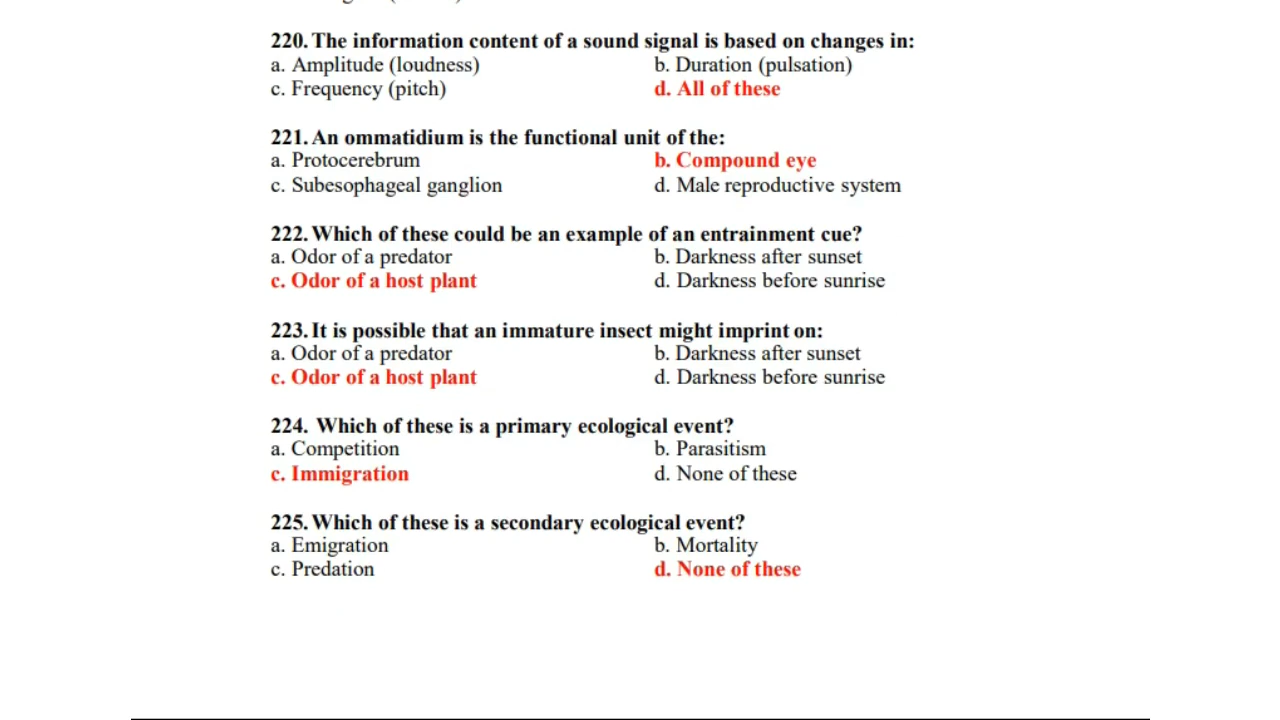 220. The information content of a sound signal is based on changes in:
a. Amplitude (loudness) b. Duration (pulsation)
c. Frequency (pitch) d. All of these
221. An ommatidium is the functional unit of the:
a. Protocerebrum b. Compound eye
c. Subesophageal ganglion d. Male reproductive system
222. Which of these could be an example of an entrainment cue?
a. Odor of a predator b. Darkness after sunset
c. Odor of a host plant d. Darkness before sunrise
223. It is possible that an immature insect might imprint on:
a. Odor of a predator b. Darkness after sunset
c. Odor of a host plant d. Darkness before sunrise
224. Which of these is a primary ecological event?
a. Competition b. Parasitism
c. Immigration d. None of these
225. Which of these is a secondary ecological event?
a. Emigration b. Mortality
c. Predation d. None of these